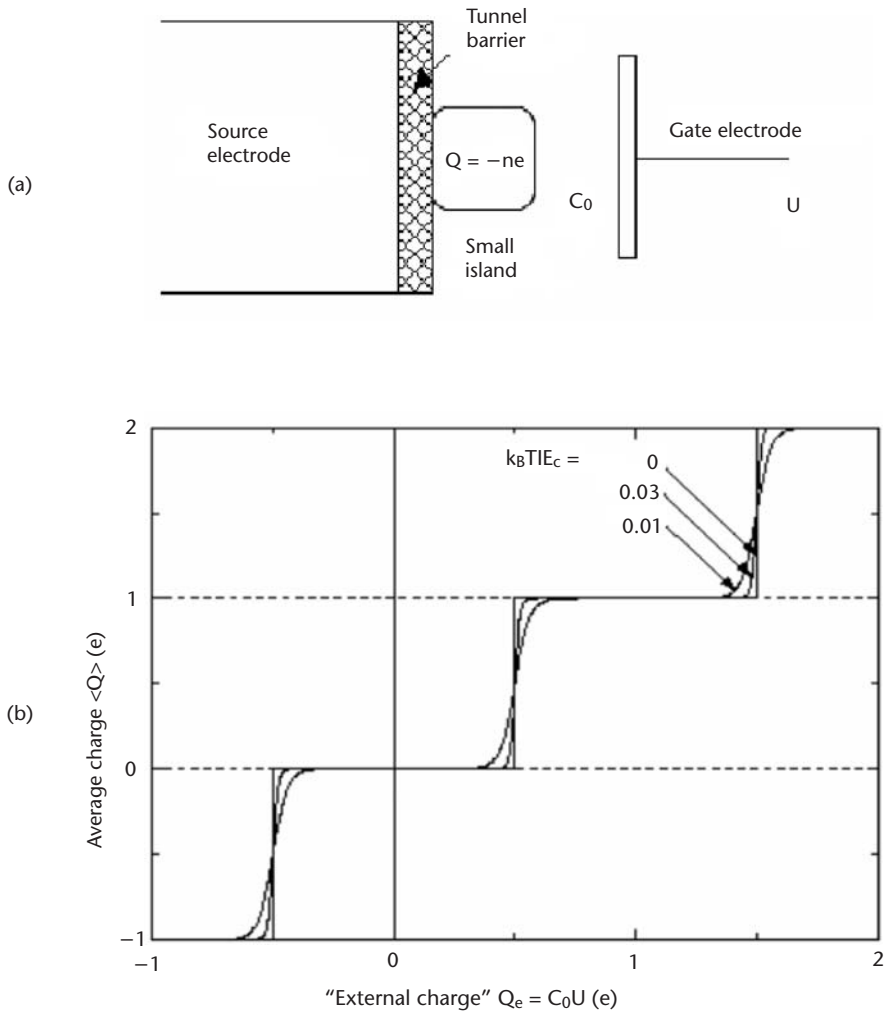 (a)
Source
electrode
Tunnel
barrier
Q = −ne
Small
island
C0
Gate electrode
U
(b)
Average charge <Q> (e)
2
1
0
−1
kBTIEc =
0
0.03
0.01
−1
0
1
2
"External charge" Qe = C0U (e)